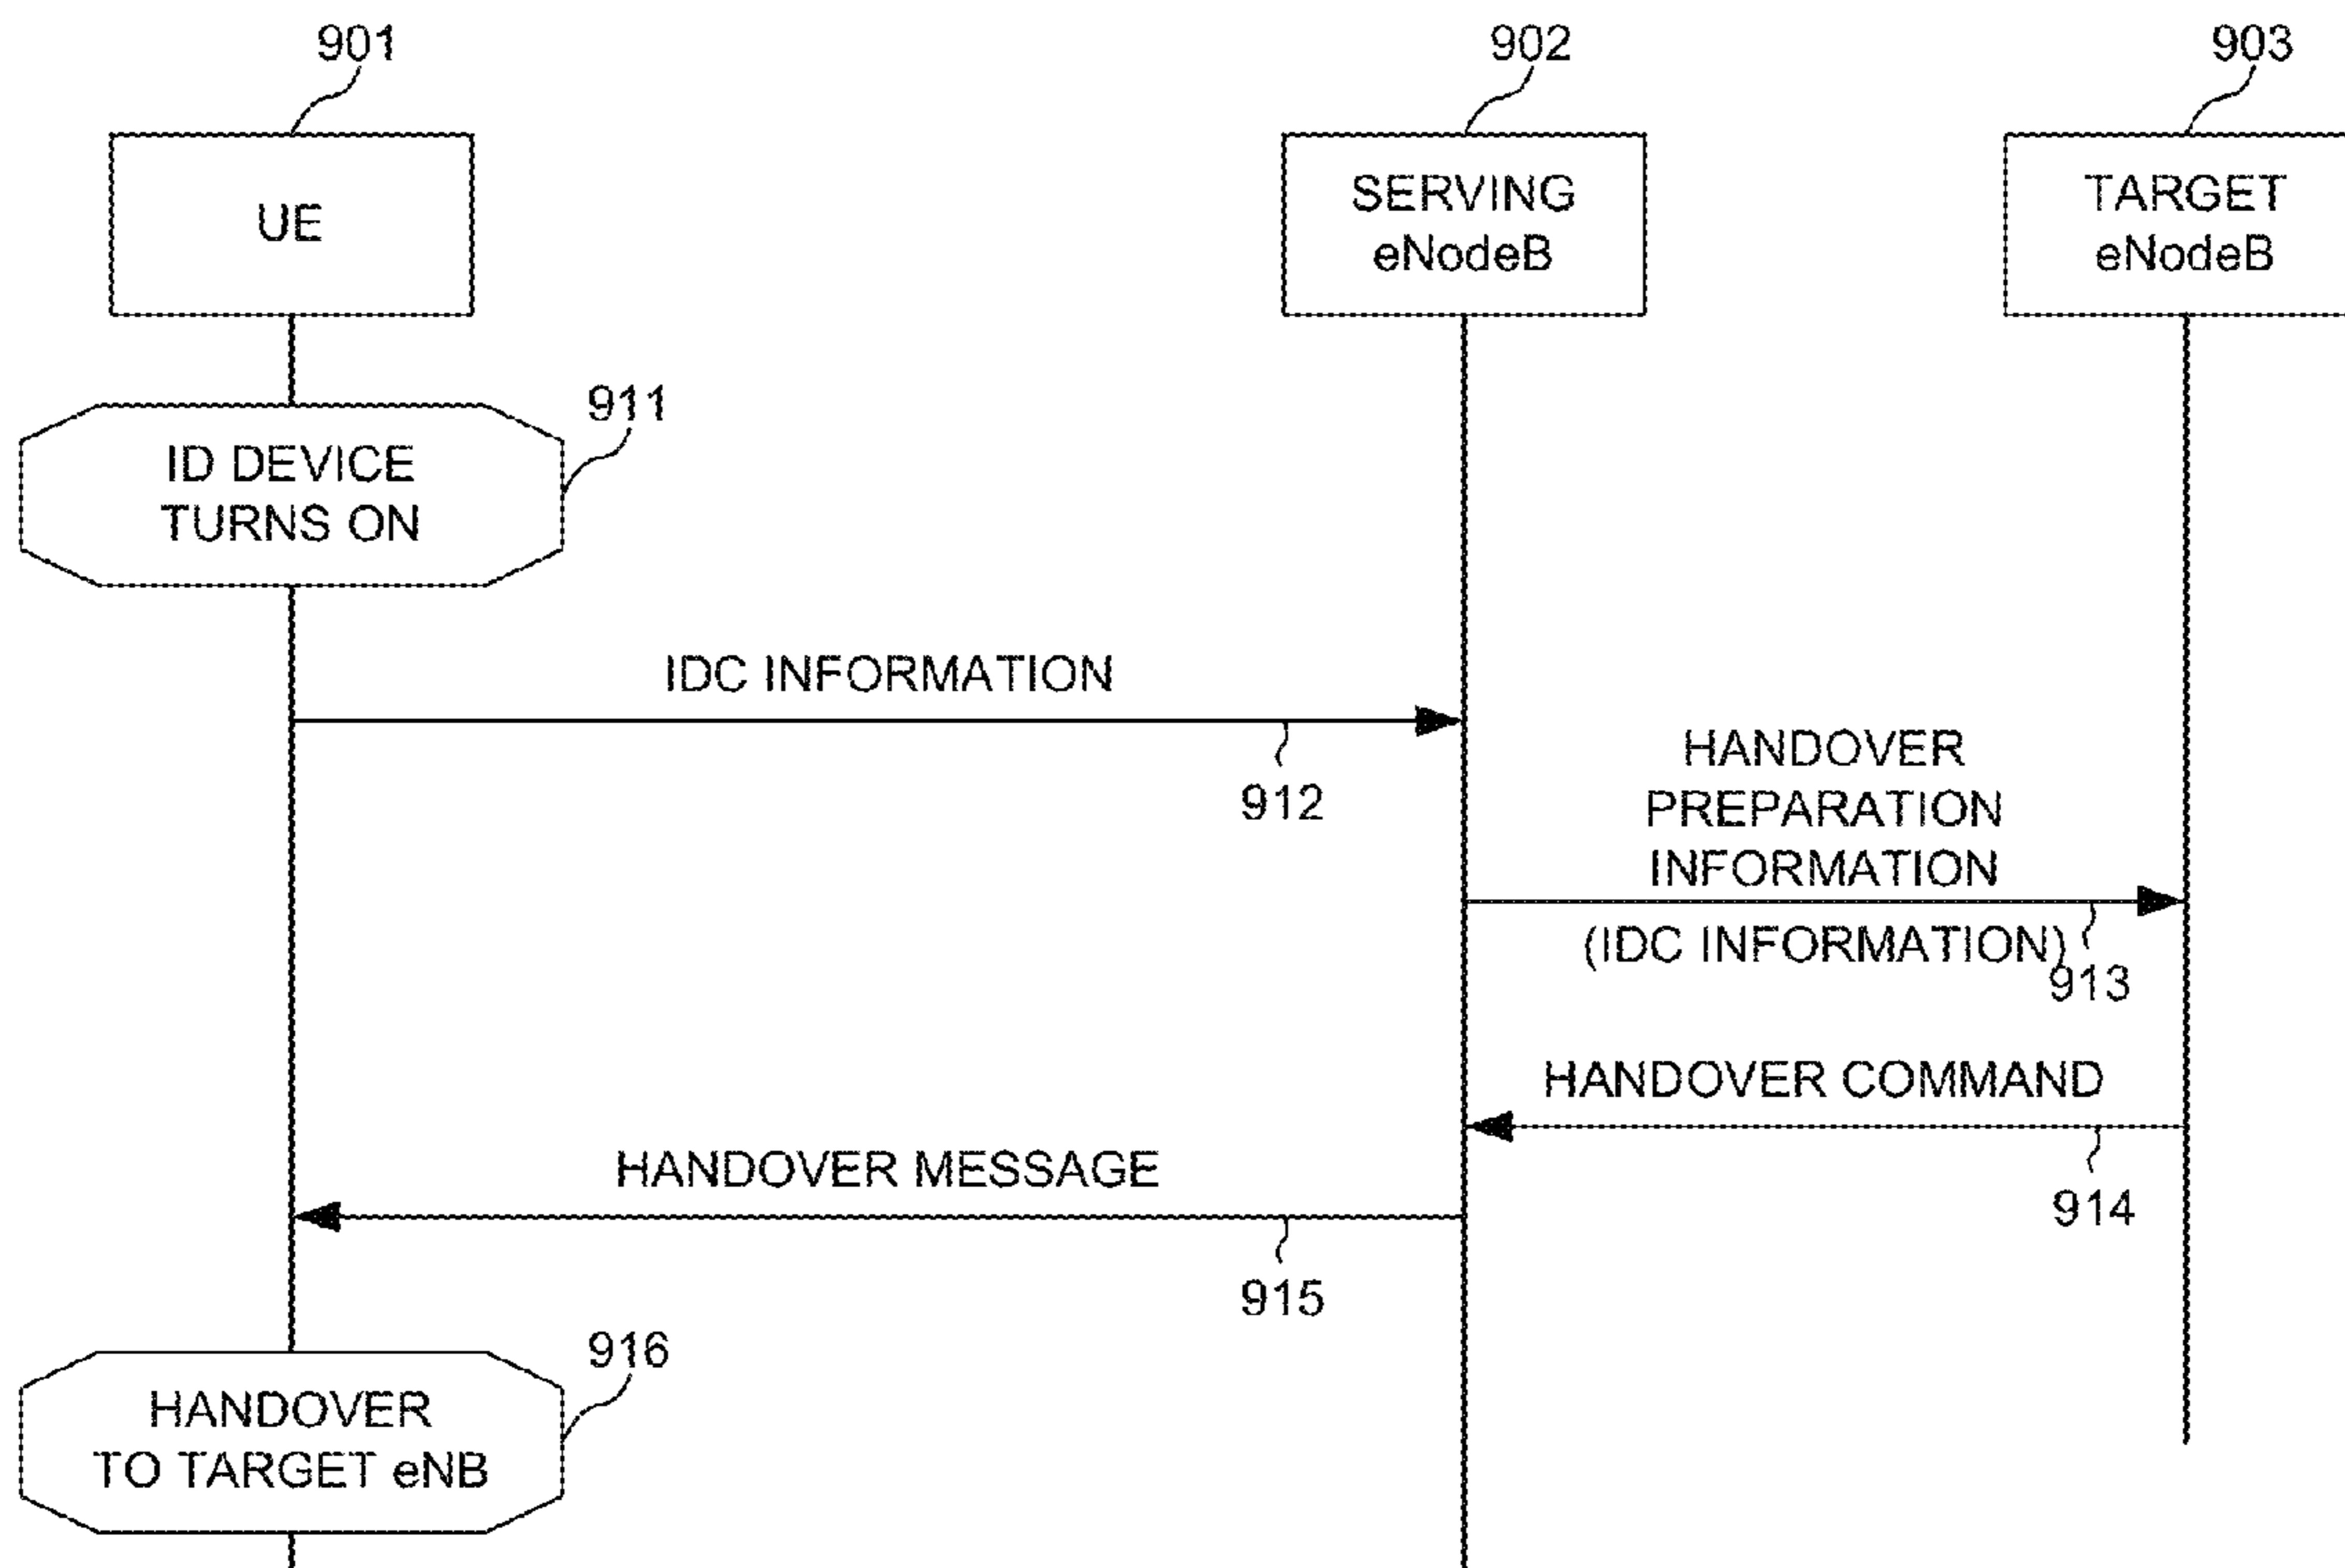 901
902
903
UE
SERVING
eNodeB
TARGET
eNodeB
911
ID DEVICE
TURNS ON
IDC INFORMATION
912
HANDOVER
PREPARATION
INFORMATION
(IDC INFORMATION)
913
HANDOVER COMMAND
914
HANDOVER MESSAGE
915
916
HANDOVER
TO TARGET eNB